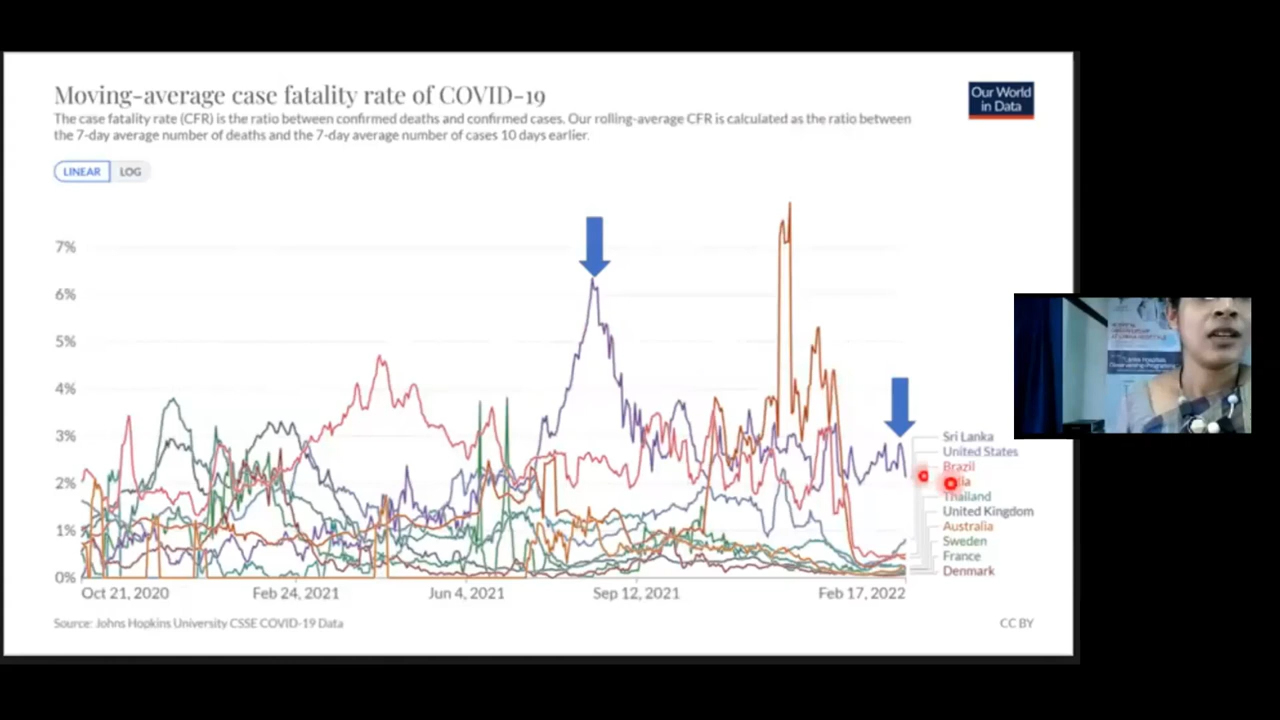 Moving-average case fatality rate of COVID-19
Our World
in Data
The case fatality rate (CFR) is the ratio between confirmed deaths and confirmed cases. Our rolling-average CFR is calculated as the ratio between
the 7-day average number of deaths and the 7-day average number of cases 10 days earlier.
LINEAR LOG
7%
6%
5%
4%
3%
2%
1%
0%
Sri Lanka
United States
Brazil
Thailand
United Kingdom
Australia
Sweden
France
Denmark
Oct 21, 2020 Feb 24, 2021 Jun 4, 2021 Sep 12, 2021 Feb 17, 2022
Source: Johns Hopkins University CSSE COVID-19 Data
CC BY